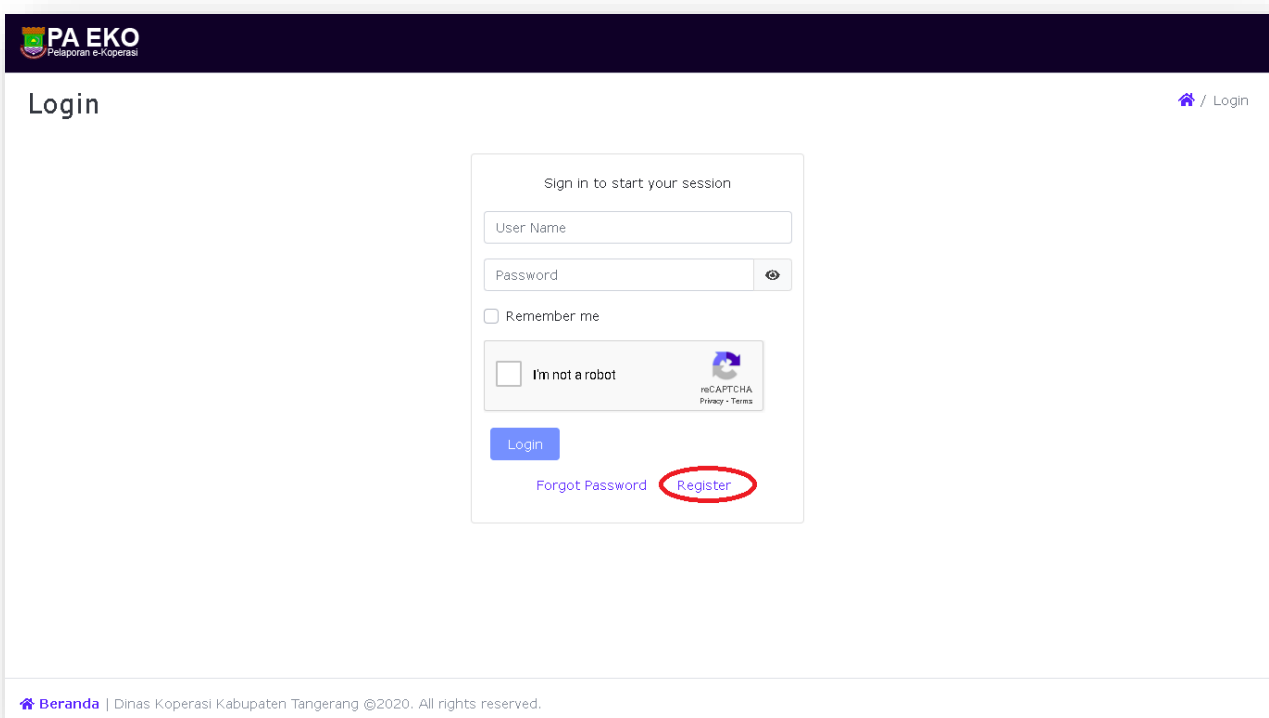 PA EKO
Pelaporan e-Koperasi
Login
/ Login
Sign in to start your session
User Name
Password
Remember me
I'm not a robot
reCAPTCHA
Privacy - Terms
Login
Forgot Password Register
Beranda | Dinas Koperasi Kabupaten Tangerang ©2020. All rights reserved.